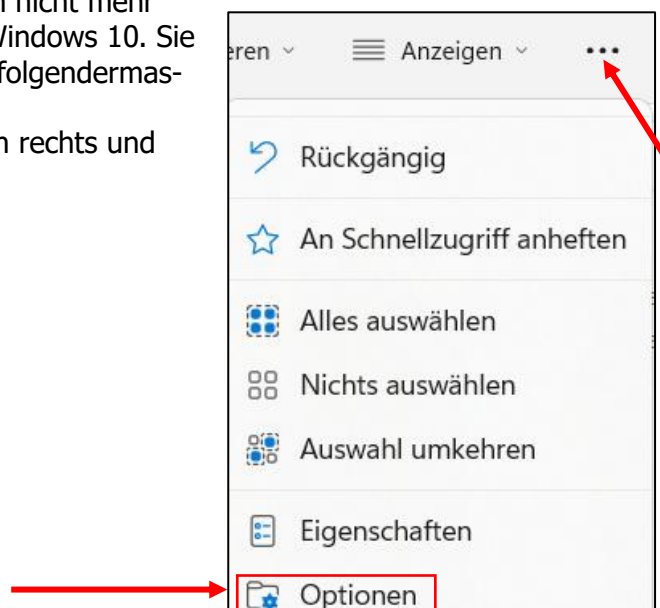 nicht mehr
Windows 10. Sie
folgendermas-
rechts und
eren
Anzeigen
...
Rückgängig
An Schnellzugriff anheften
Alles auswählen
Nichts auswählen
Auswahl umkehren
Eigenschaften
Optionen